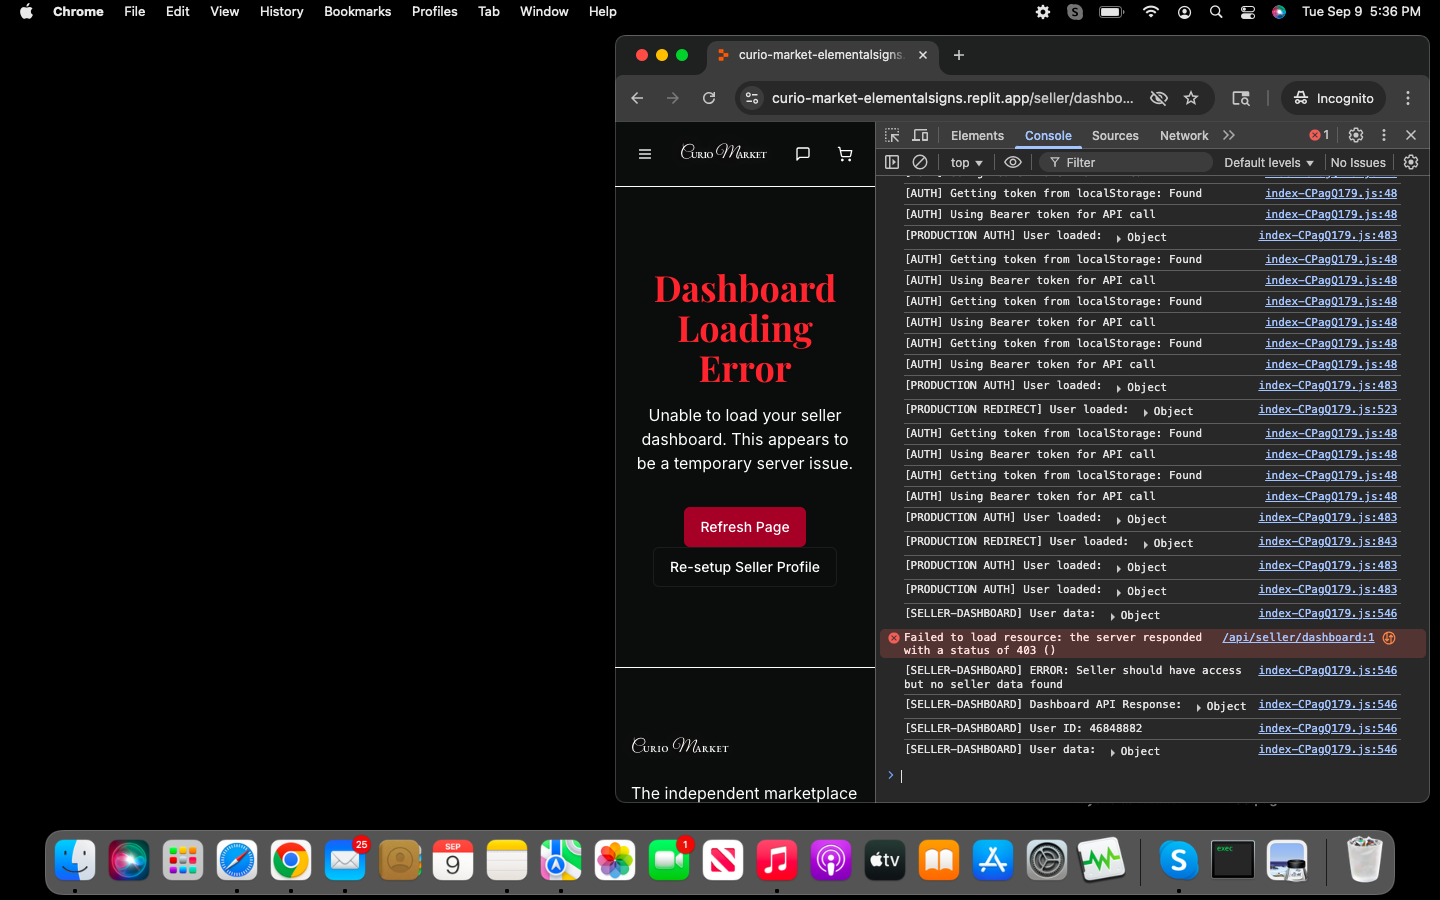 Chrome File Edit View History Bookmarks Profiles Tab Window Help
Tue Sep 9 5:36 PM
curio-market-elementalsigns.
curio-market-elementalsigns.replit.app/seller/dashbo...
Incognito
Curio Market
Dashboard
Loading
Error
Unable to load your seller
dashboard. This appears to
be a temporary server issue.
Refresh Page
Re-setup Seller Profile
Curio Market
The independent marketplace
Elements Console Sources Network
1
top
Filter
Default levels
No Issues
[AUTH] Getting token from localStorage: Found index-CPagQ179.js:48
[AUTH] Using Bearer token for API call index-CPagQ179.js:48
[PRODUCTION AUTH] User loaded: Object index-CPagQ179.js:483
[AUTH] Getting token from localStorage: Found index-CPagQ179.js:48
[AUTH] Using Bearer token for API call index-CPagQ179.js:48
[AUTH] Getting token from localStorage: Found index-CPagQ179.js:48
[AUTH] Using Bearer token for API call index-CPagQ179.js:48
[AUTH] Getting token from localStorage: Found index-CPagQ179.js:48
[AUTH] Using Bearer token for API call index-CPagQ179.js:48
[PRODUCTION AUTH] User loaded: Object index-CPagQ179.js:483
[PRODUCTION REDIRECT] User loaded: Object index-CPagQ179.js:523
[AUTH] Getting token from localStorage: Found index-CPagQ179.js:48
[AUTH] Using Bearer token for API call index-CPagQ179.js:48
[AUTH] Getting token from localStorage: Found index-CPagQ179.js:48
[AUTH] Using Bearer token for API call index-CPagQ179.js:48
[PRODUCTION AUTH] User loaded: Object index-CPagQ179.js:483
[PRODUCTION REDIRECT] User loaded: Object index-CPagQ179.js:843
[PRODUCTION AUTH] User loaded: Object index-CPagQ179.js:483
[PRODUCTION AUTH] User loaded: Object index-CPagQ179.js:483
[SELLER-DASHBOARD] User data: Object index-CPagQ179.js:546
Failed to load resource: the server responded /api/seller/dashboard:1
with a status of 403 ()
[SELLER-DASHBOARD] ERROR: Seller should have access index-CPagQ179.js:546
but no seller data found
[SELLER-DASHBOARD] Dashboard API Response: Object index-CPagQ179.js:546
[SELLER-DASHBOARD] User ID: 46848882 index-CPagQ179.js:546
[SELLER-DASHBOARD] User data: Object index-CPagQ179.js:546
25
SEP
9
1
tv
exec